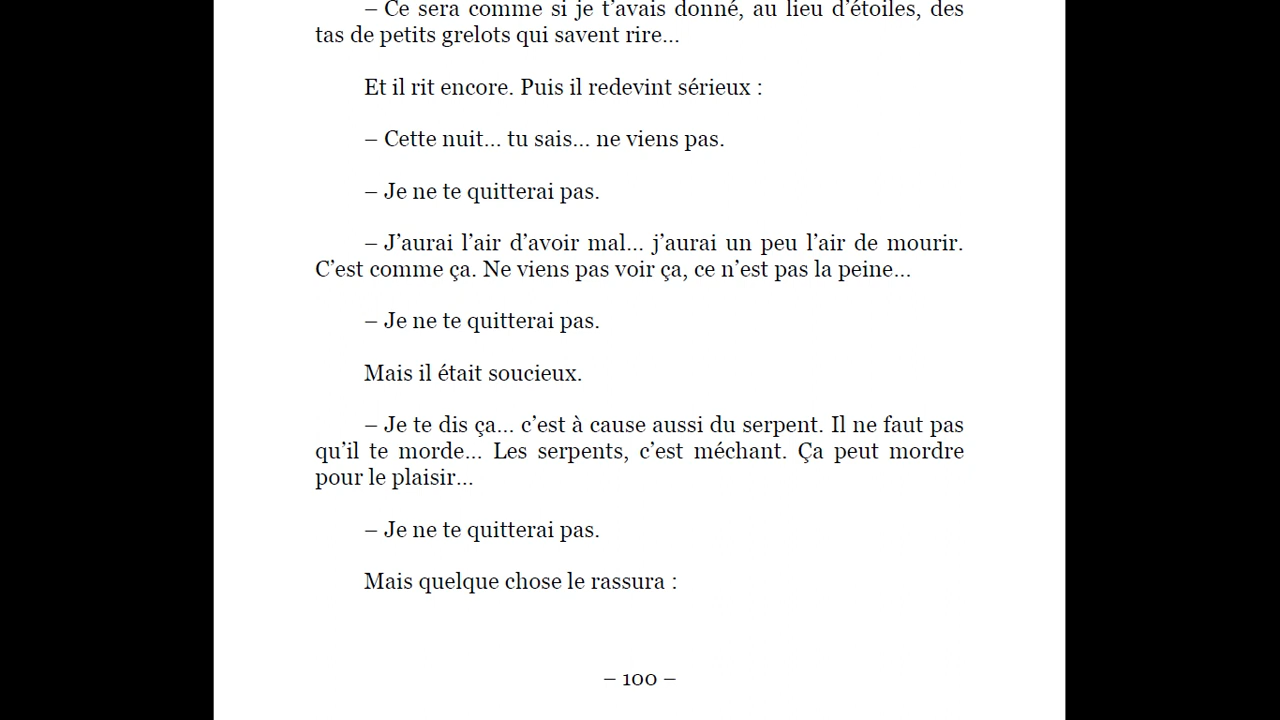 – Ce sera comme si je t’avais donné, au lieu d’étoiles, des
tas de petits grelots qui savent rire…
Et il rit encore. Puis il redevint sérieux :
– Cette nuit… tu sais… ne viens pas.
– Je ne te quitterai pas.
– J’aurai l’air d’avoir mal… j’aurai un peu l’air de mourir.
C’est comme ça. Ne viens pas voir ça, ce n’est pas la peine…
– Je ne te quitterai pas.
Mais il était soucieux.
– Je te dis ça… c’est à cause aussi du serpent. Il ne faut pas
qu’il te morde… Les serpents, c’est méchant. Ça peut mordre
pour le plaisir…
– Je ne te quitterai pas.
Mais quelque chose le rassura :
– 100 –